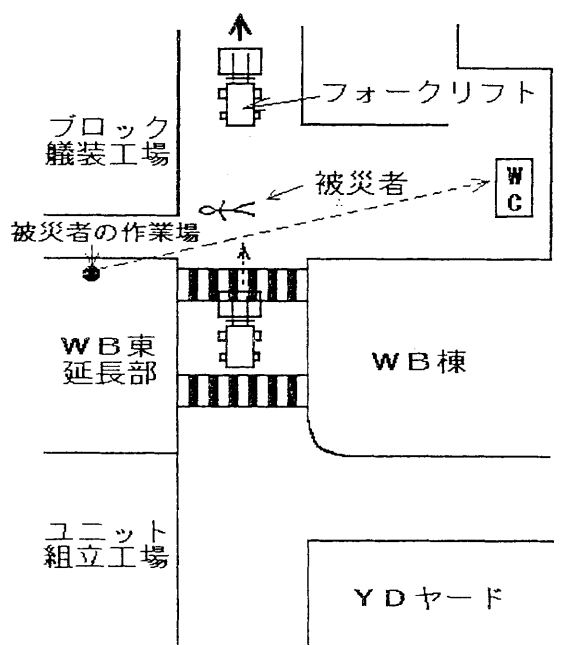 フォークリフト
ブロック
艤装工場
被災者
WC
被災者の作業場
WB東
延長部
WB棟
ユニット
組立工場
YDヤード